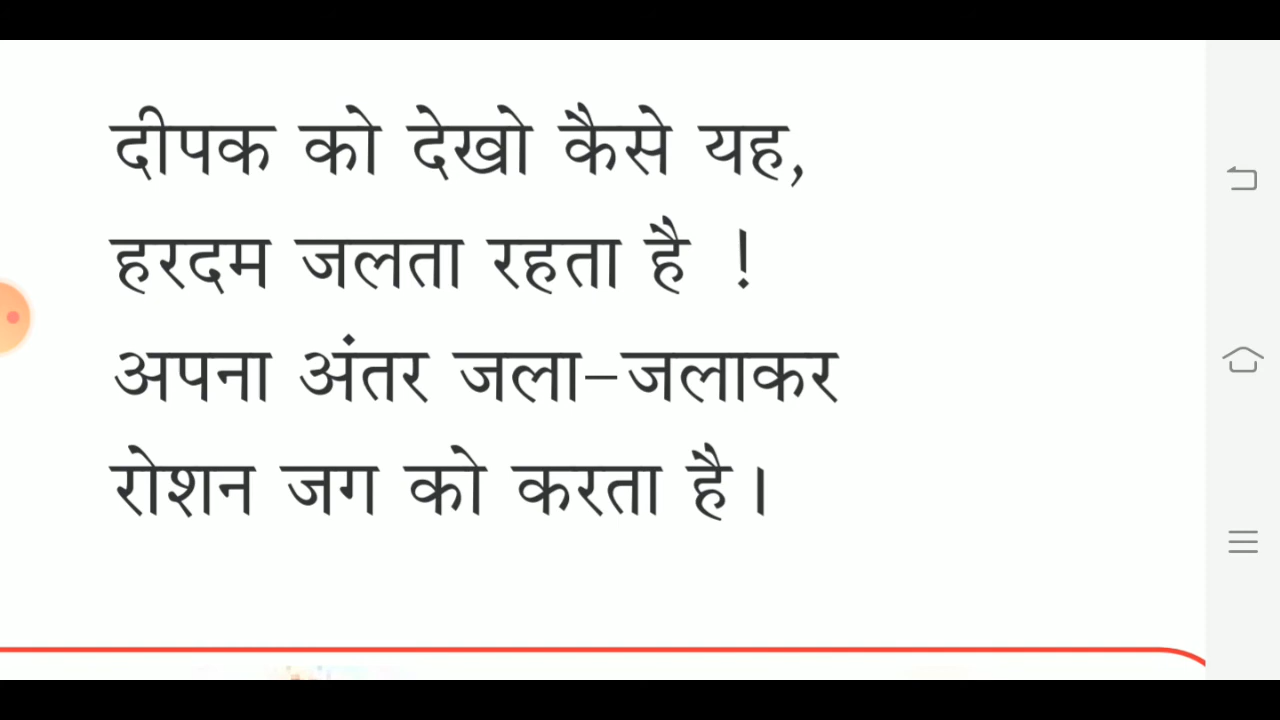 दीपक को देखो कैसे यह,
हरदम जलता रहता है !
अपना अंतर जला-जलाकर
रोशन जग को करता है।